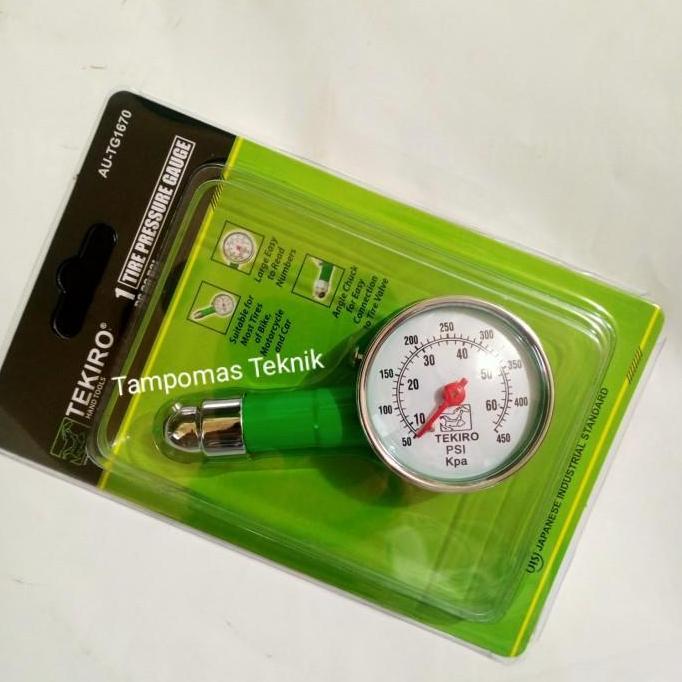 AU-TG1670
1 TIRE PRESSURE GAUGE
TEKIRO®
HAND TOOLS
Large Easy
to Read
Numbers
Angle Chuck
for Easy
Connection
to Tire Valve
Suitable for
Most Tires
of Bike,
Motorcycle
and Car
Tampomas Teknik
50 100 150 200 250 300 350 400 450
10 20 30 40 50 60
TEKIRO
PSI
Kpa
(JIS) JAPANESE INDUSTRIAL STANDARD